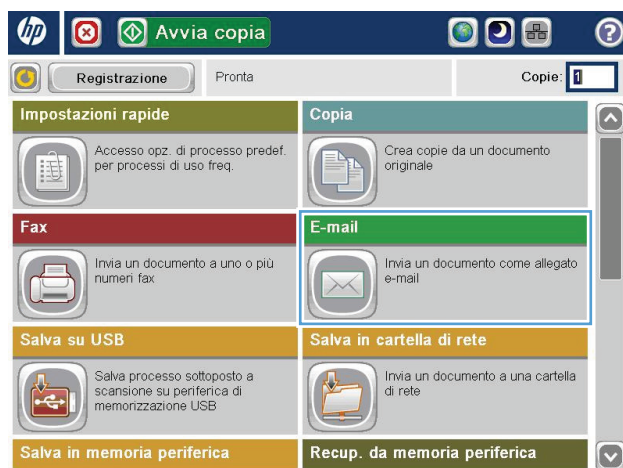 hp Avvia copia ?
Registrazione Pronta Copie: 1
Impostazioni rapide
Accesso opz. di processo predef.
per processi di uso freq.
Copia
Crea copie da un documento
originale
Fax
Invia un documento a uno o più
numeri fax
E-mail
Invia un documento come allegato
e-mail
Salva su USB
Salva processo sottoposto a
scansione su periferica di
memorizzazione USB
Salva in cartella di rete
Invia un documento a una cartella
di rete
Salva in memoria periferica
Recup. da memoria periferica